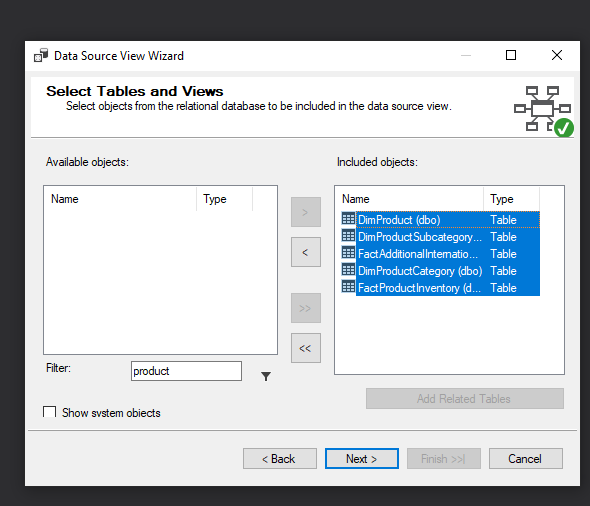 Data Source View Wizard
Select Tables and Views
Select objects from the relational database to be included in the data source view.
Available objects:
Included objects:
Name Type
Name Type
>
<
>>
<<
DimProduct (dbo) Table
DimProductSubcategory... Table
FactAdditionalInternatio... Table
DimProductCategory (dbo) Table
FactProductInventory (d... Table
Filter: product
Add Related Tables
Show system objects
< Back Next > Finish >>| Cancel